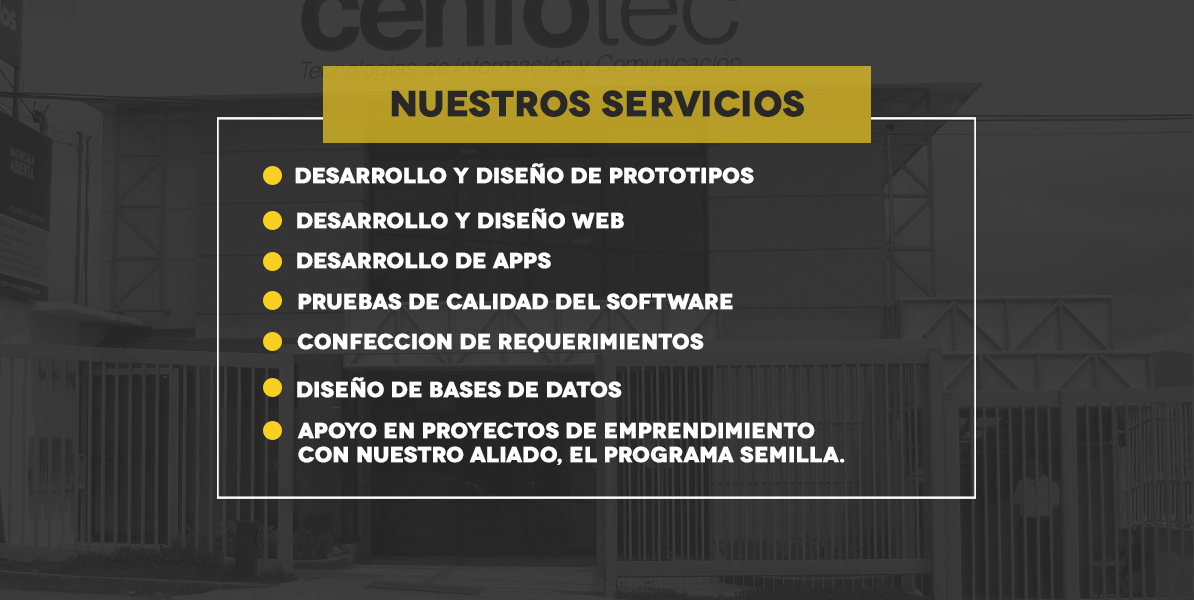 cenfotec
Tecnologías de Información y Comunicación
NUESTROS SERVICIOS
DESARROLLO Y DISEÑO DE PROTOTIPOS
DESARROLLO Y DISEÑO WEB
DESARROLLO DE APPS
PRUEBAS DE CALIDAD DEL SOFTWARE
CONFECCION DE REQUERIMIENTOS
DISEÑO DE BASES DE DATOS
APOYO EN PROYECTOS DE EMPRENDIMIENTO
CON NUESTRO ALIADO, EL PROGRAMA SEMILLA.